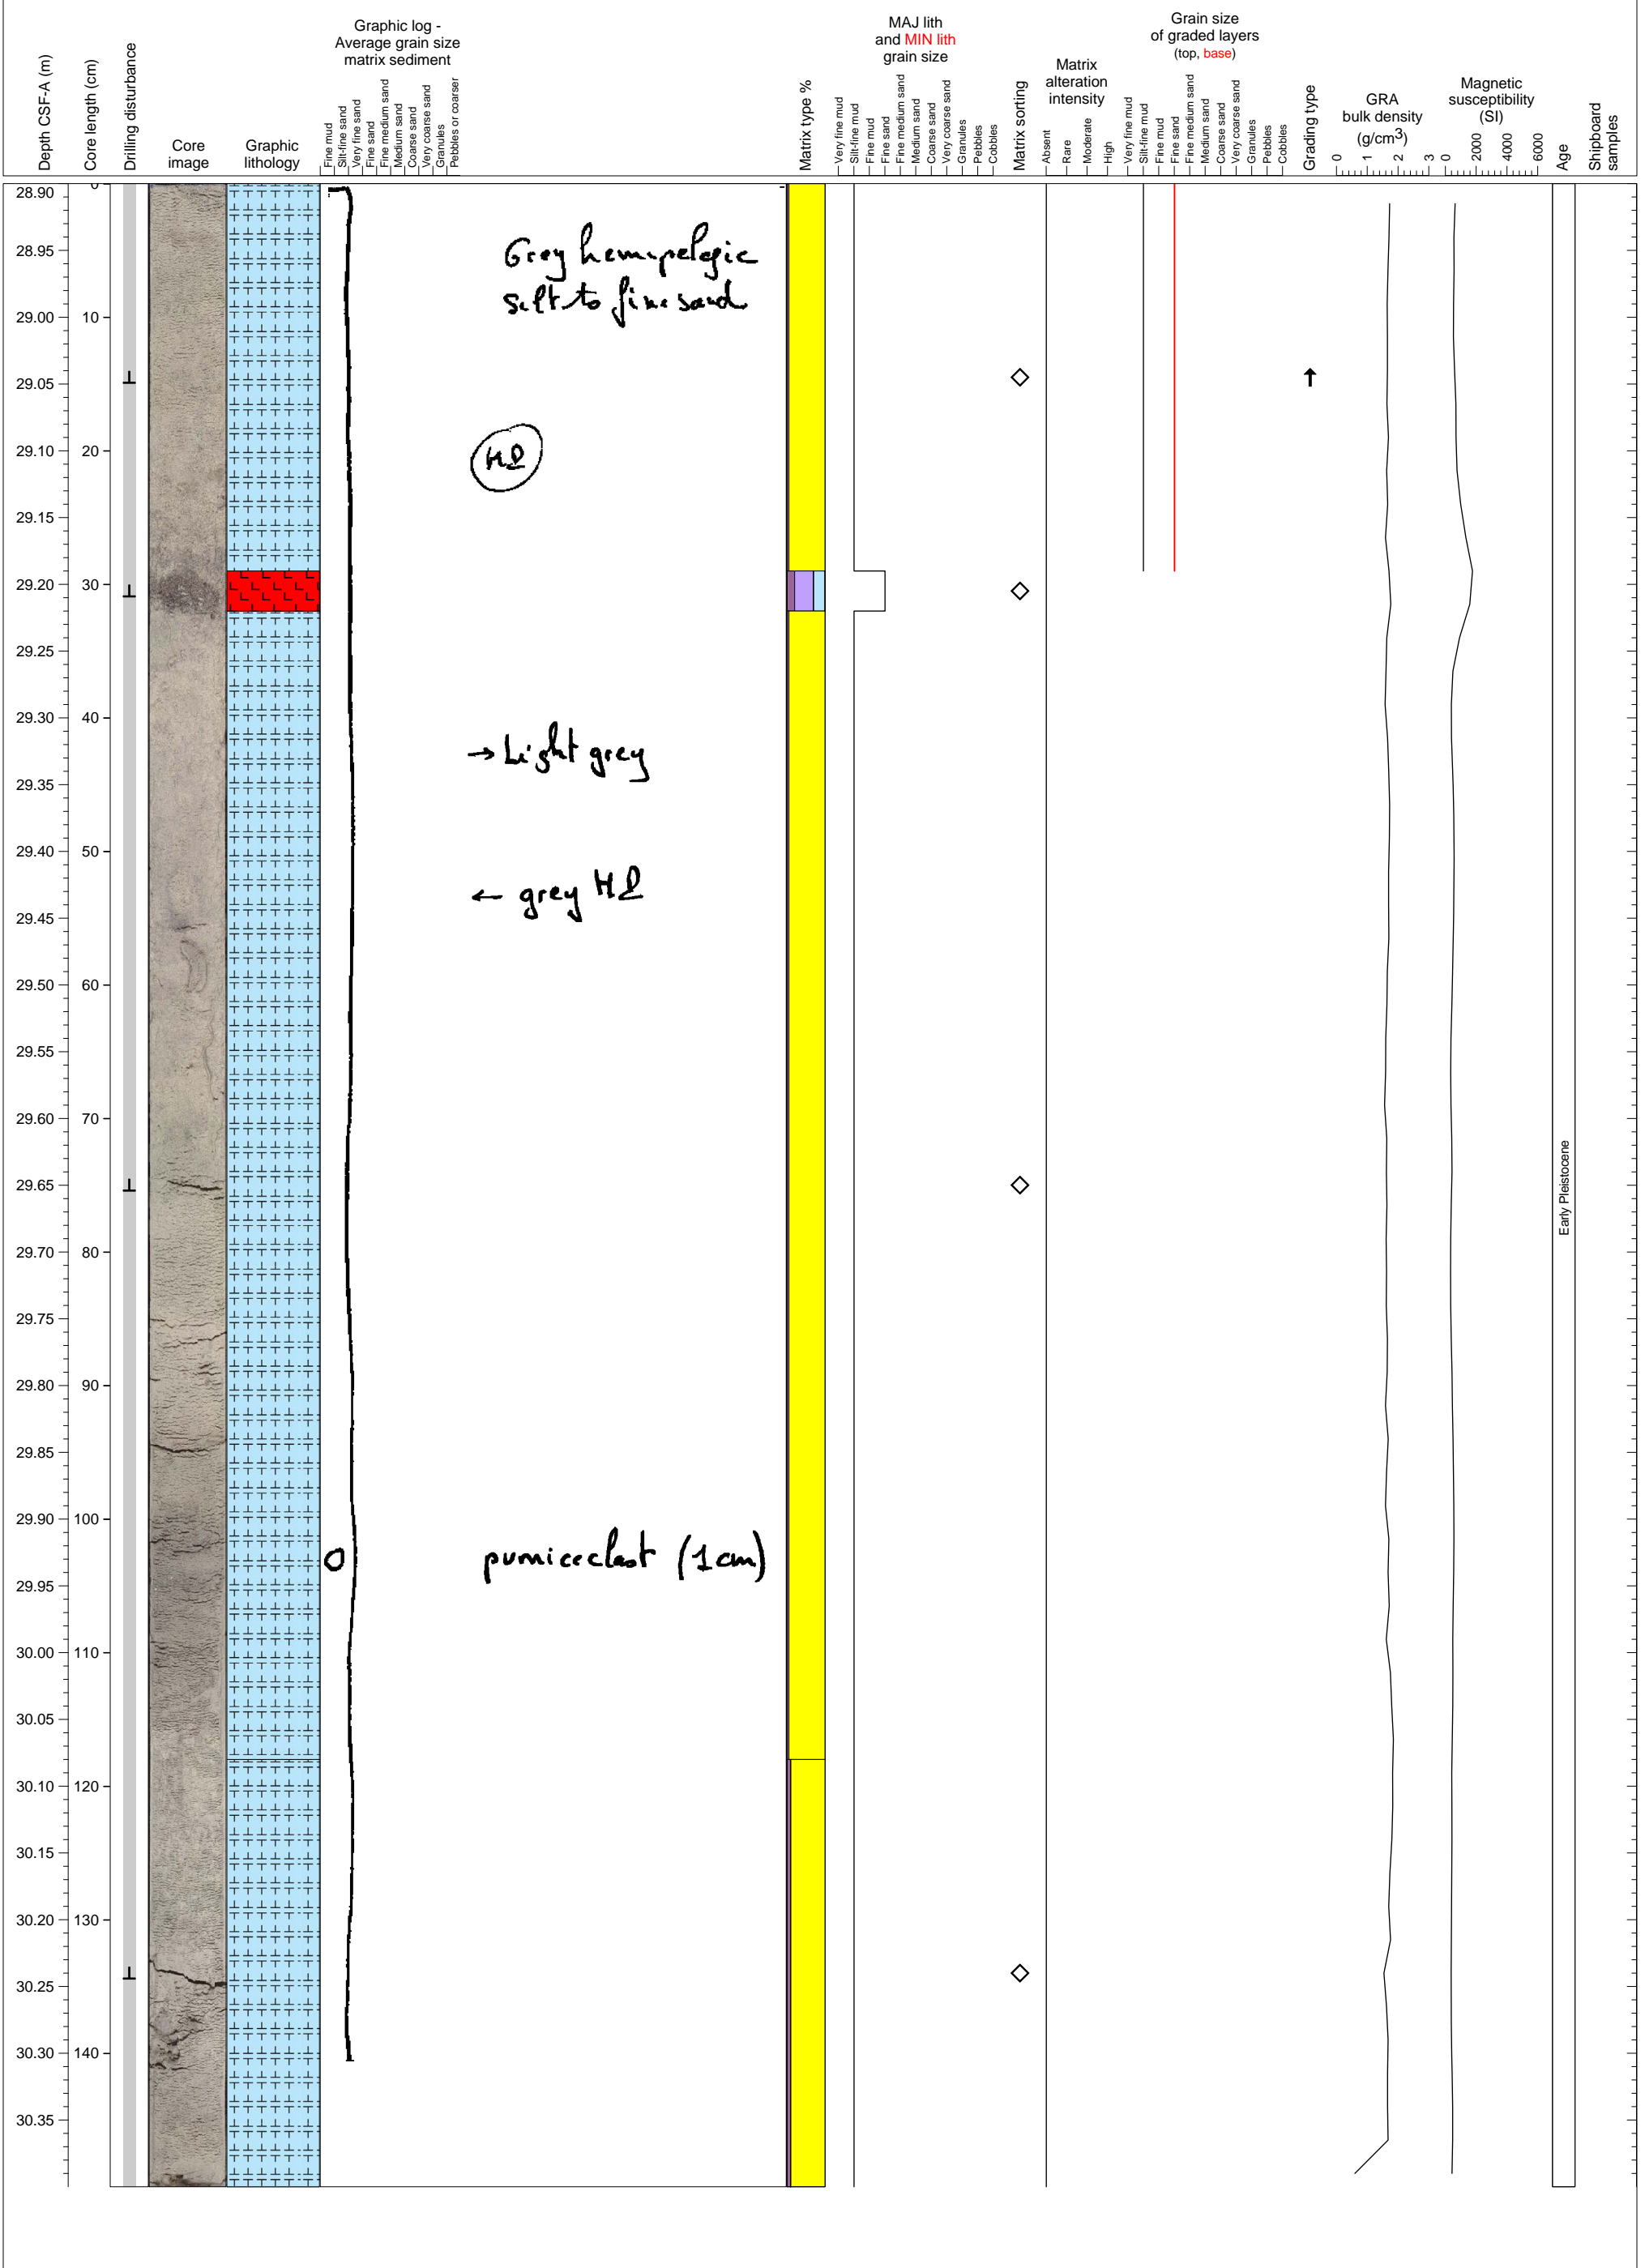 Depth CSF-A (m)
Core length (cm)
Drilling disturbance
Core
image
Graphic
lithology
Graphic log -
Average grain size
matrix sediment
Fine mud
Silt-fine sand
Very fine sand
Fine sand
Fine medium sand
Medium sand
Coarse sand
Very coarse sand
Granules
Pebbles or coarser
Matrix type %
MAJ lith
and MIN lith
grain size
Very fine mud
Silt-fine mud
Fine mud
Fine sand
Fine medium sand
Medium sand
Coarse sand
Very coarse sand
Granules
Pebbles
Cobbles
Matrix sorting
Matrix
alteration
intensity
Absent
Rare
Moderate
High
Grain size
of graded layers
(top, base)
Very fine mud
Silt-fine mud
Fine mud
Fine sand
Fine medium sand
Medium sand
Coarse sand
Very coarse sand
Granules
Pebbles
Cobbles
Grading type
GRA
bulk density
(g/cm3)
0 1 2 3
Magnetic
susceptibility
(SI)
0 2000 4000 6000
Age
Shipboard
samples
28.90 0
28.95
29.00 10
29.05
29.10 20
29.15
29.20 30
29.25
29.30 40
29.35
29.40 50
29.45
29.50 60
29.55
29.60 70
29.65
29.70 80
29.75
29.80 90
29.85
29.90 100
29.95
30.00 110
30.05
30.10 120
30.15
30.20 130
30.25
30.30 140
30.35
Grey hemipelagic
silt to fine sand
HP
→ Light grey
← grey HP
pumice clast (1cm)
Early Pleistocene